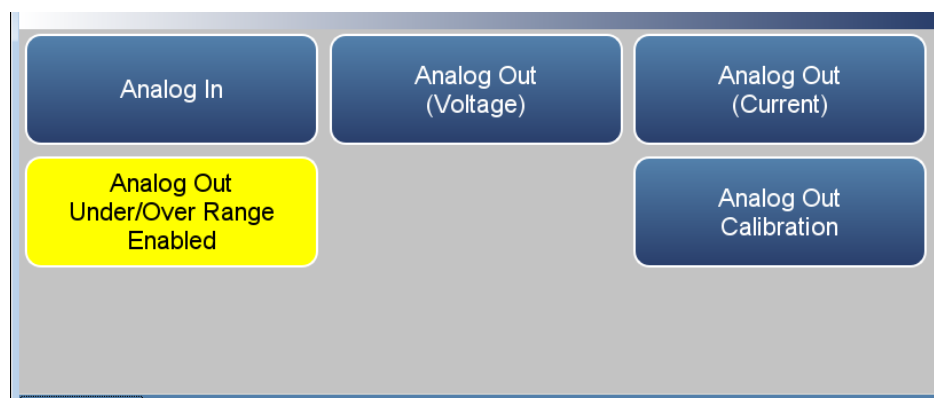 Analog In
Analog Out
(Voltage)
Analog Out
(Current)
Analog Out
Under/Over Range
Enabled
Analog Out
Calibration